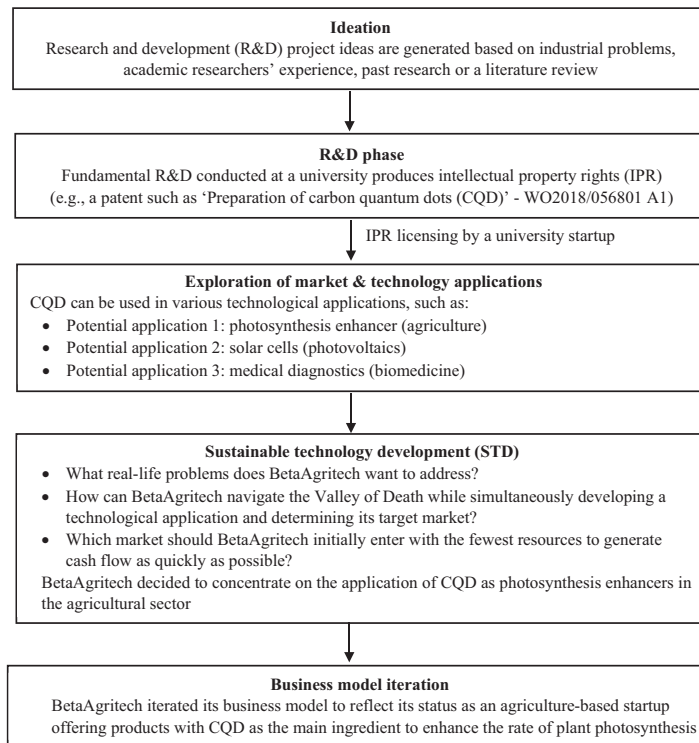 Ideation
Research and development (R&D) project ideas are generated based on industrial problems,
academic researchers’ experience, past research or a literature review
R&D phase
Fundamental R&D conducted at a university produces intellectual property rights (IPR)
(e.g., a patent such as ‘Preparation of carbon quantum dots (CQD)’ - WO2018/056801 A1)
IPR licensing by a university startup
Exploration of market & technology applications
CQD can be used in various technological applications, such as:
• Potential application 1: photosynthesis enhancer (agriculture)
• Potential application 2: solar cells (photovoltaics)
• Potential application 3: medical diagnostics (biomedicine)
Sustainable technology development (STD)
• What real-life problems does BetaAgritech want to address?
• How can BetaAgritech navigate the Valley of Death while simultaneously developing a
technological application and determining its target market?
• Which market should BetaAgritech initially enter with the fewest resources to generate
cash flow as quickly as possible?
BetaAgritech decided to concentrate on the application of CQD as photosynthesis enhancers in
the agricultural sector
Business model iteration
BetaAgritech iterated its business model to reflect its status as an agriculture-based startup
offering products with CQD as the main ingredient to enhance the rate of plant photosynthesis